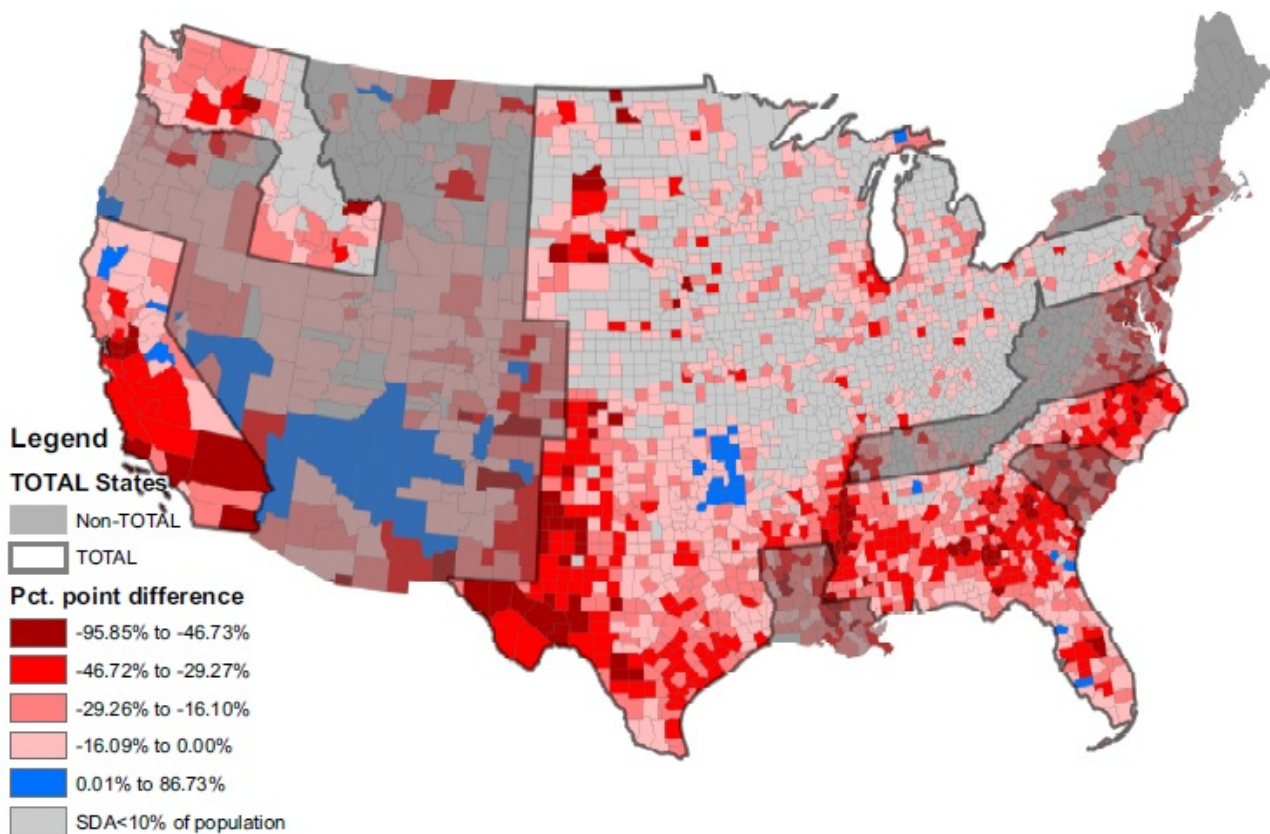 Legend
TOTAL States
Non-TOTAL
TOTAL
Pct. point difference
-95.85% to -46.73%
-46.72% to -29.27%
-29.26% to -16.10%
-16.09% to 0.00%
0.01% to 86.73%
SDA<10% of population